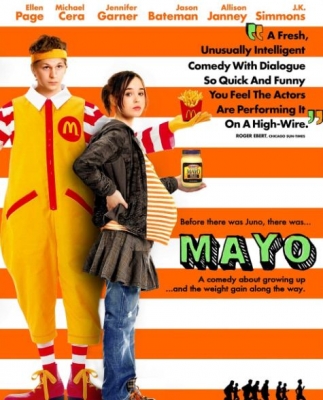 Ellen Michael Jennifer Jason Allison J.K.
Page Cera Garner Bateman Janney Simmons
"A Fresh,
Unusually Intelligent
Comedy With Dialogue
So Quick And Funny
You Feel The Actors
Are Performing It
On A High-Wire."
ROGER EBERT, CHICAGO SUN-TIMES
MAYO
Before there was Juno, there was...
MAYO
A comedy about growing up
...and the weight gain along the way.